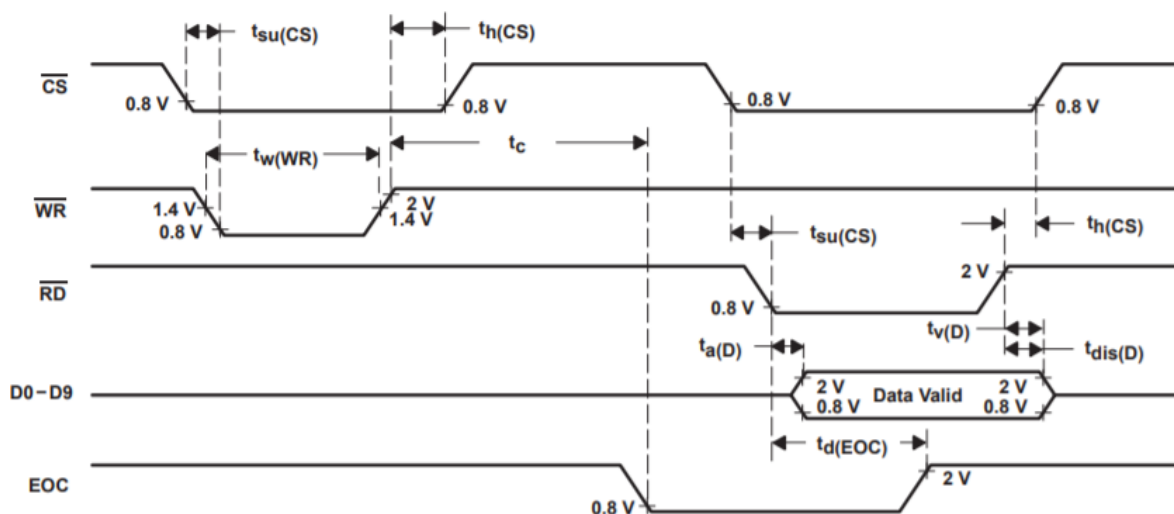 tsu(CS)
th(CS)
CS
0.8 V
0.8 V
0.8 V
0.8 V
tw(WR)
tc
WR
1.4 V
0.8 V
2 V
1.4 V
tsu(CS)
th(CS)
RD
0.8 V
2 V
ta(D)
tv(D)
tdis(D)
D0–D9
2 V
0.8 V
Data Valid
2 V
0.8 V
td(EOC)
EOC
0.8 V
2 V